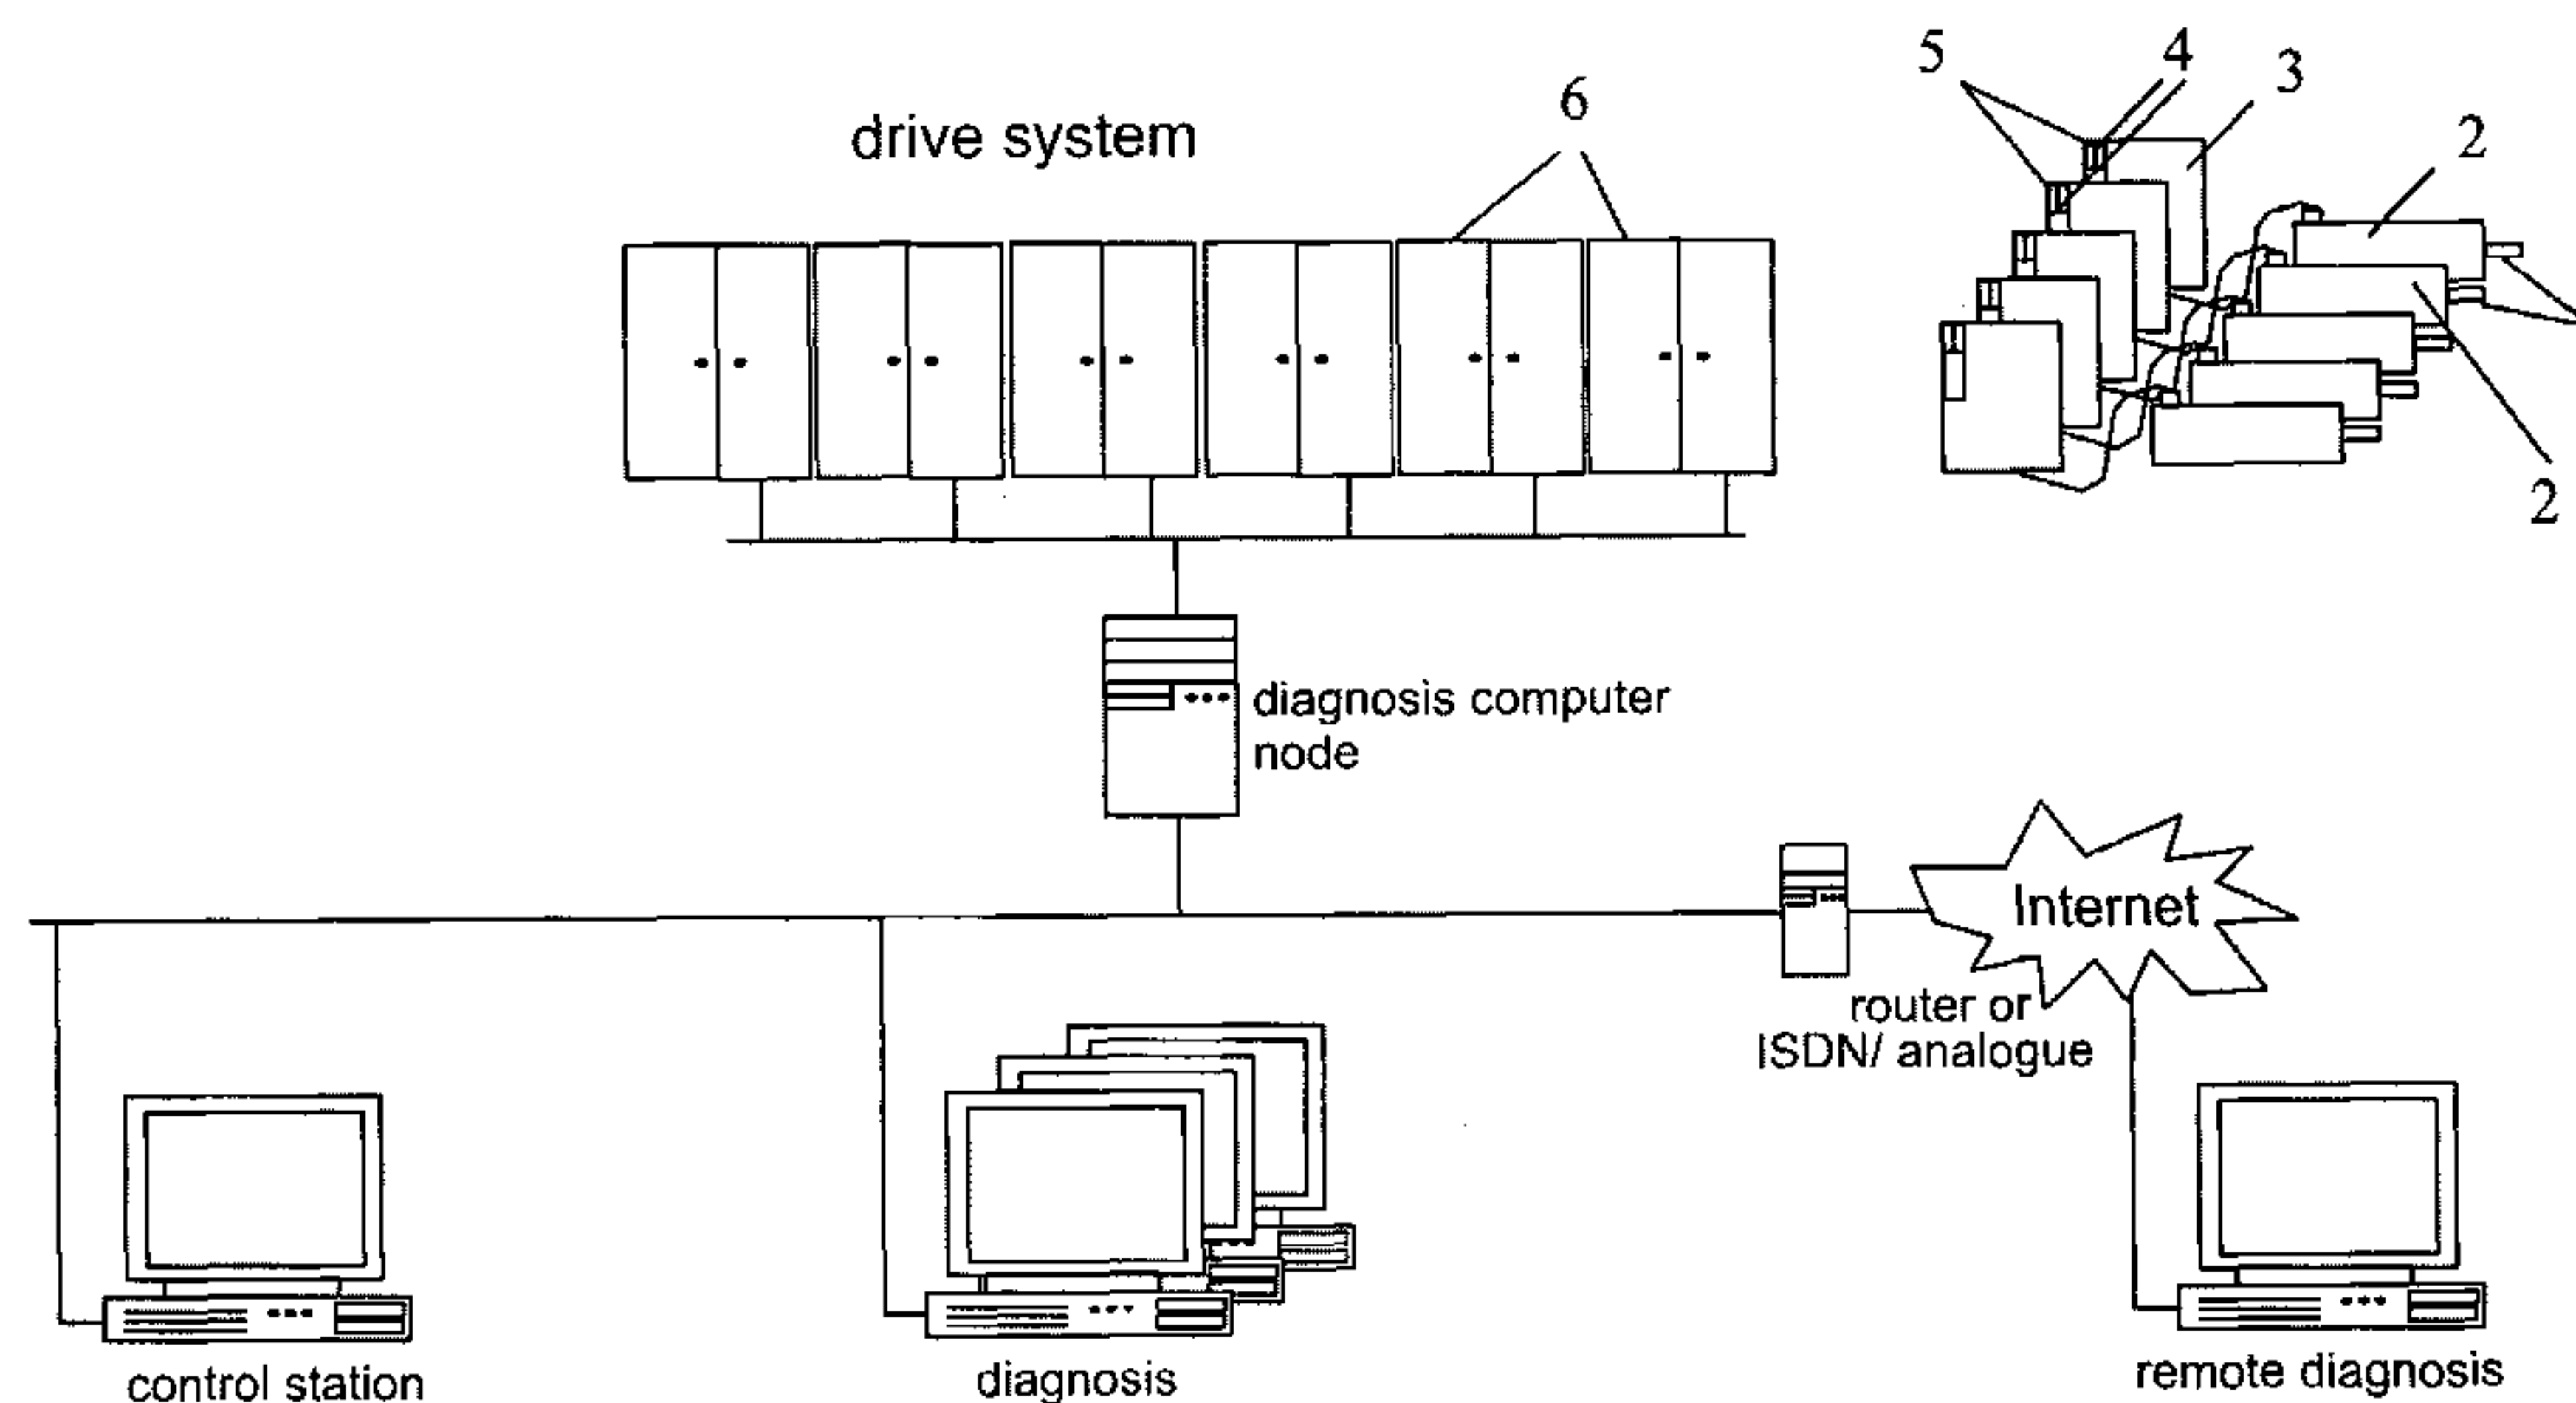 5
4
3
6
2
drive system
2
diagnosis computer
node
Internet
router or
ISDN/ analogue
control station
diagnosis
remote diagnosis